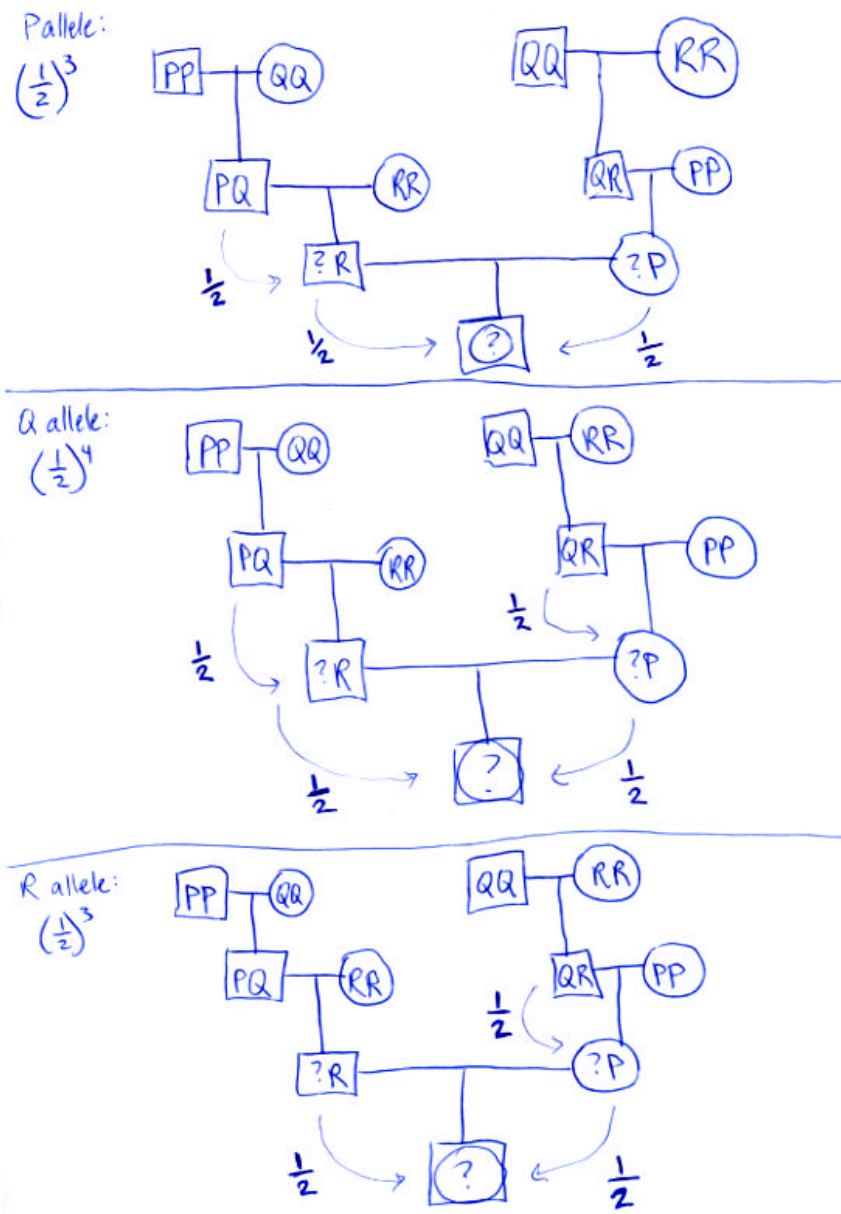 P allele:
(1/2)^3
PP QQ QQ RR
PQ RR QR PP
1/2 ?R ?P
1/2 ? 1/2
Q allele:
(1/2)^4
PP QQ QQ RR
PQ RR QR PP
1/2 ?R 1/2 ?P
1/2 ? 1/2
R allele:
(1/2)^3
PP QQ QQ RR
PQ RR QR PP
1/2
?R ?P
1/2 ? 1/2